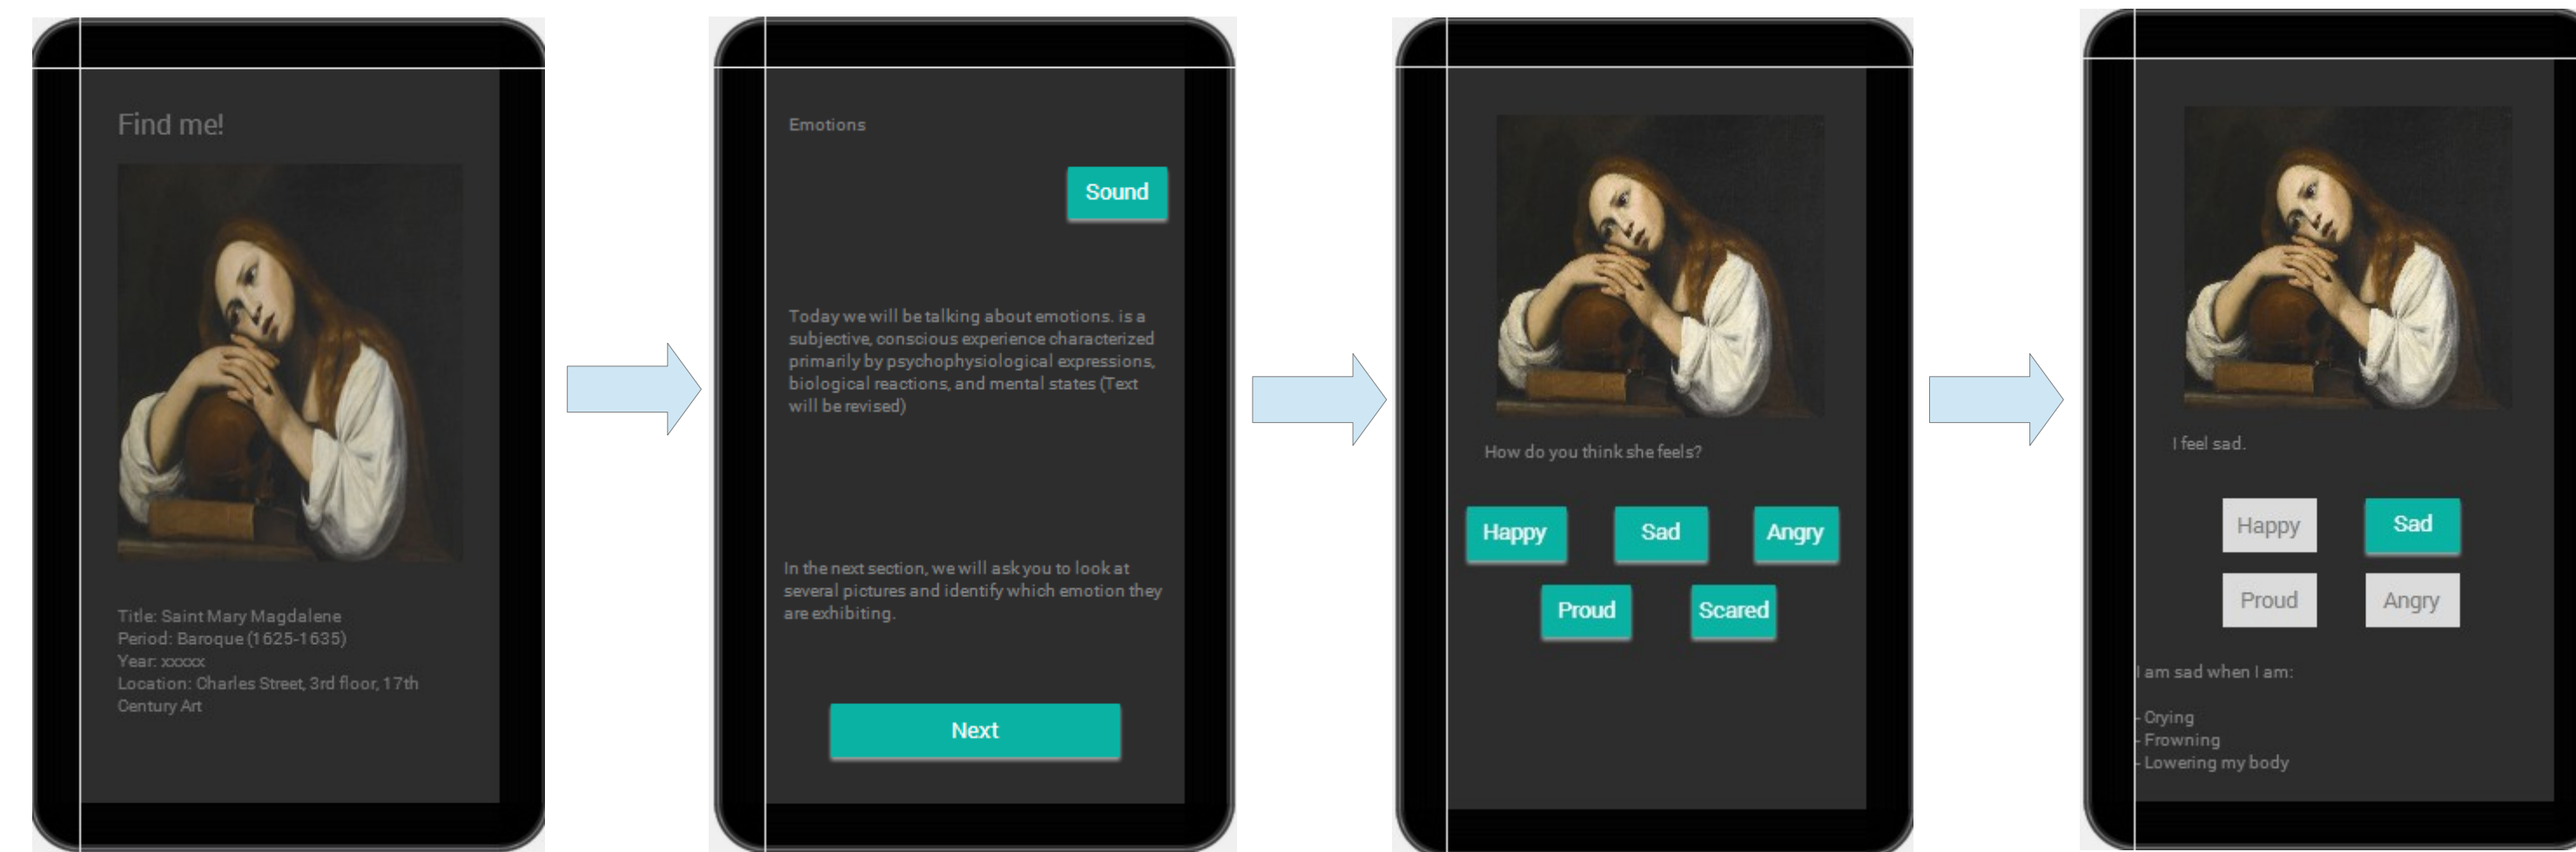 Find me!
Title: Saint Mary Magdalene
Period: Baroque (1625-1635)
Year: xxxxx
Location: Charles Street, 3rd floor, 17th
Century Art
Emotions
Sound
Today we will be talking about emotions. is a
subjective, conscious experience characterized
primarily by psychophysiological expressions,
biological reactions, and mental states (Text
will be revised)
In the next section, we will ask you to look at
several pictures and identify which emotion they
are exhibiting.
Next
How do you think she feels?
Happy Sad Angry
Proud Scared
I feel sad.
Happy Sad
Proud Angry
I am sad when I am:
- Crying
- Frowning
- Lowering my body